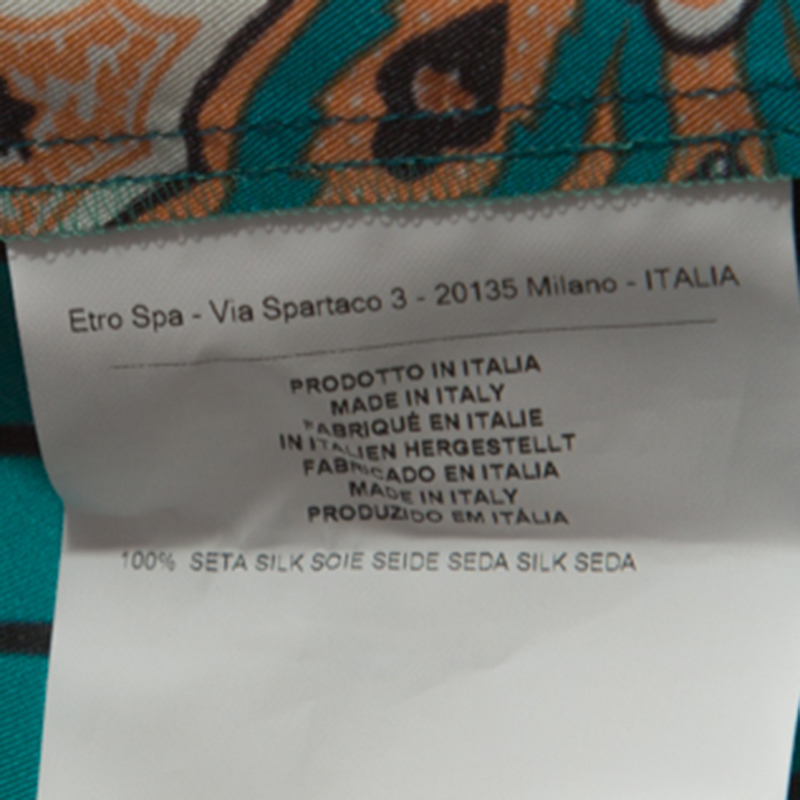 Etro Spa - Via Spartaco 3 - 20135 Milano - ITALIA
PRODOTTO IN ITALIA
MADE IN ITALY
FABRIQUÉ EN ITALIE
IN ITALIEN HERGESTELLT
FABRICADO EN ITALIA
MADE IN ITALY
PRODUZIDO EM ITÀLIA
100% SETA SILK SOIE SEIDE SEDA SILK SEDA